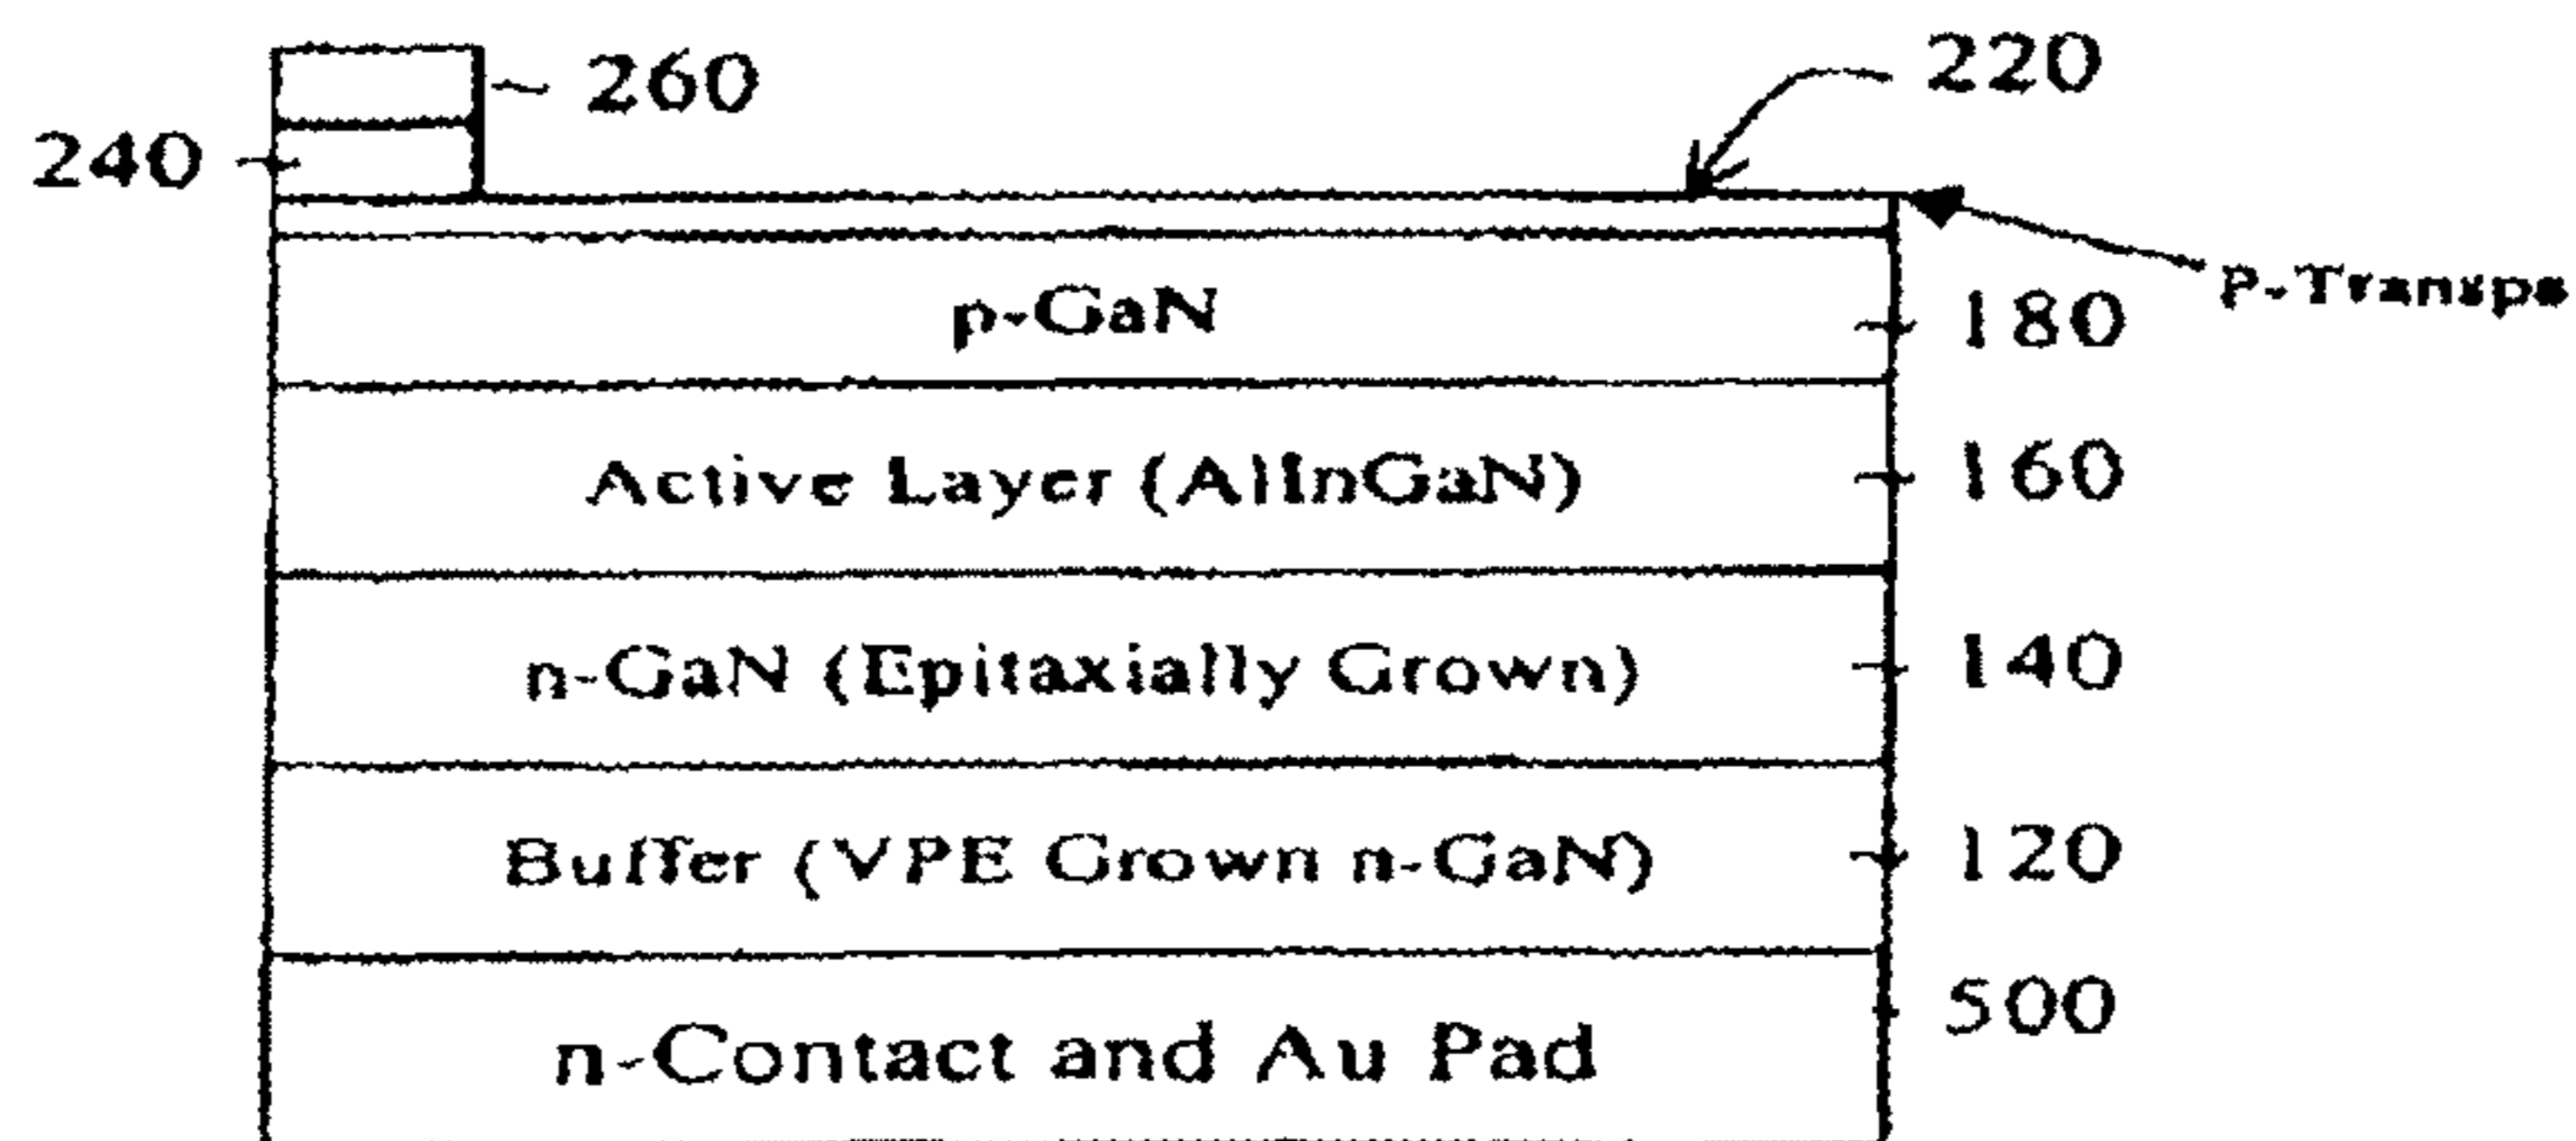 260
220
240
P-Transpa
p-GaN
180
Active Layer (AlInGaN)
160
n-GaN (Epitaxially Grown)
140
Buffer (VPE Grown n-GaN)
120
500
n-Contact and Au Pad